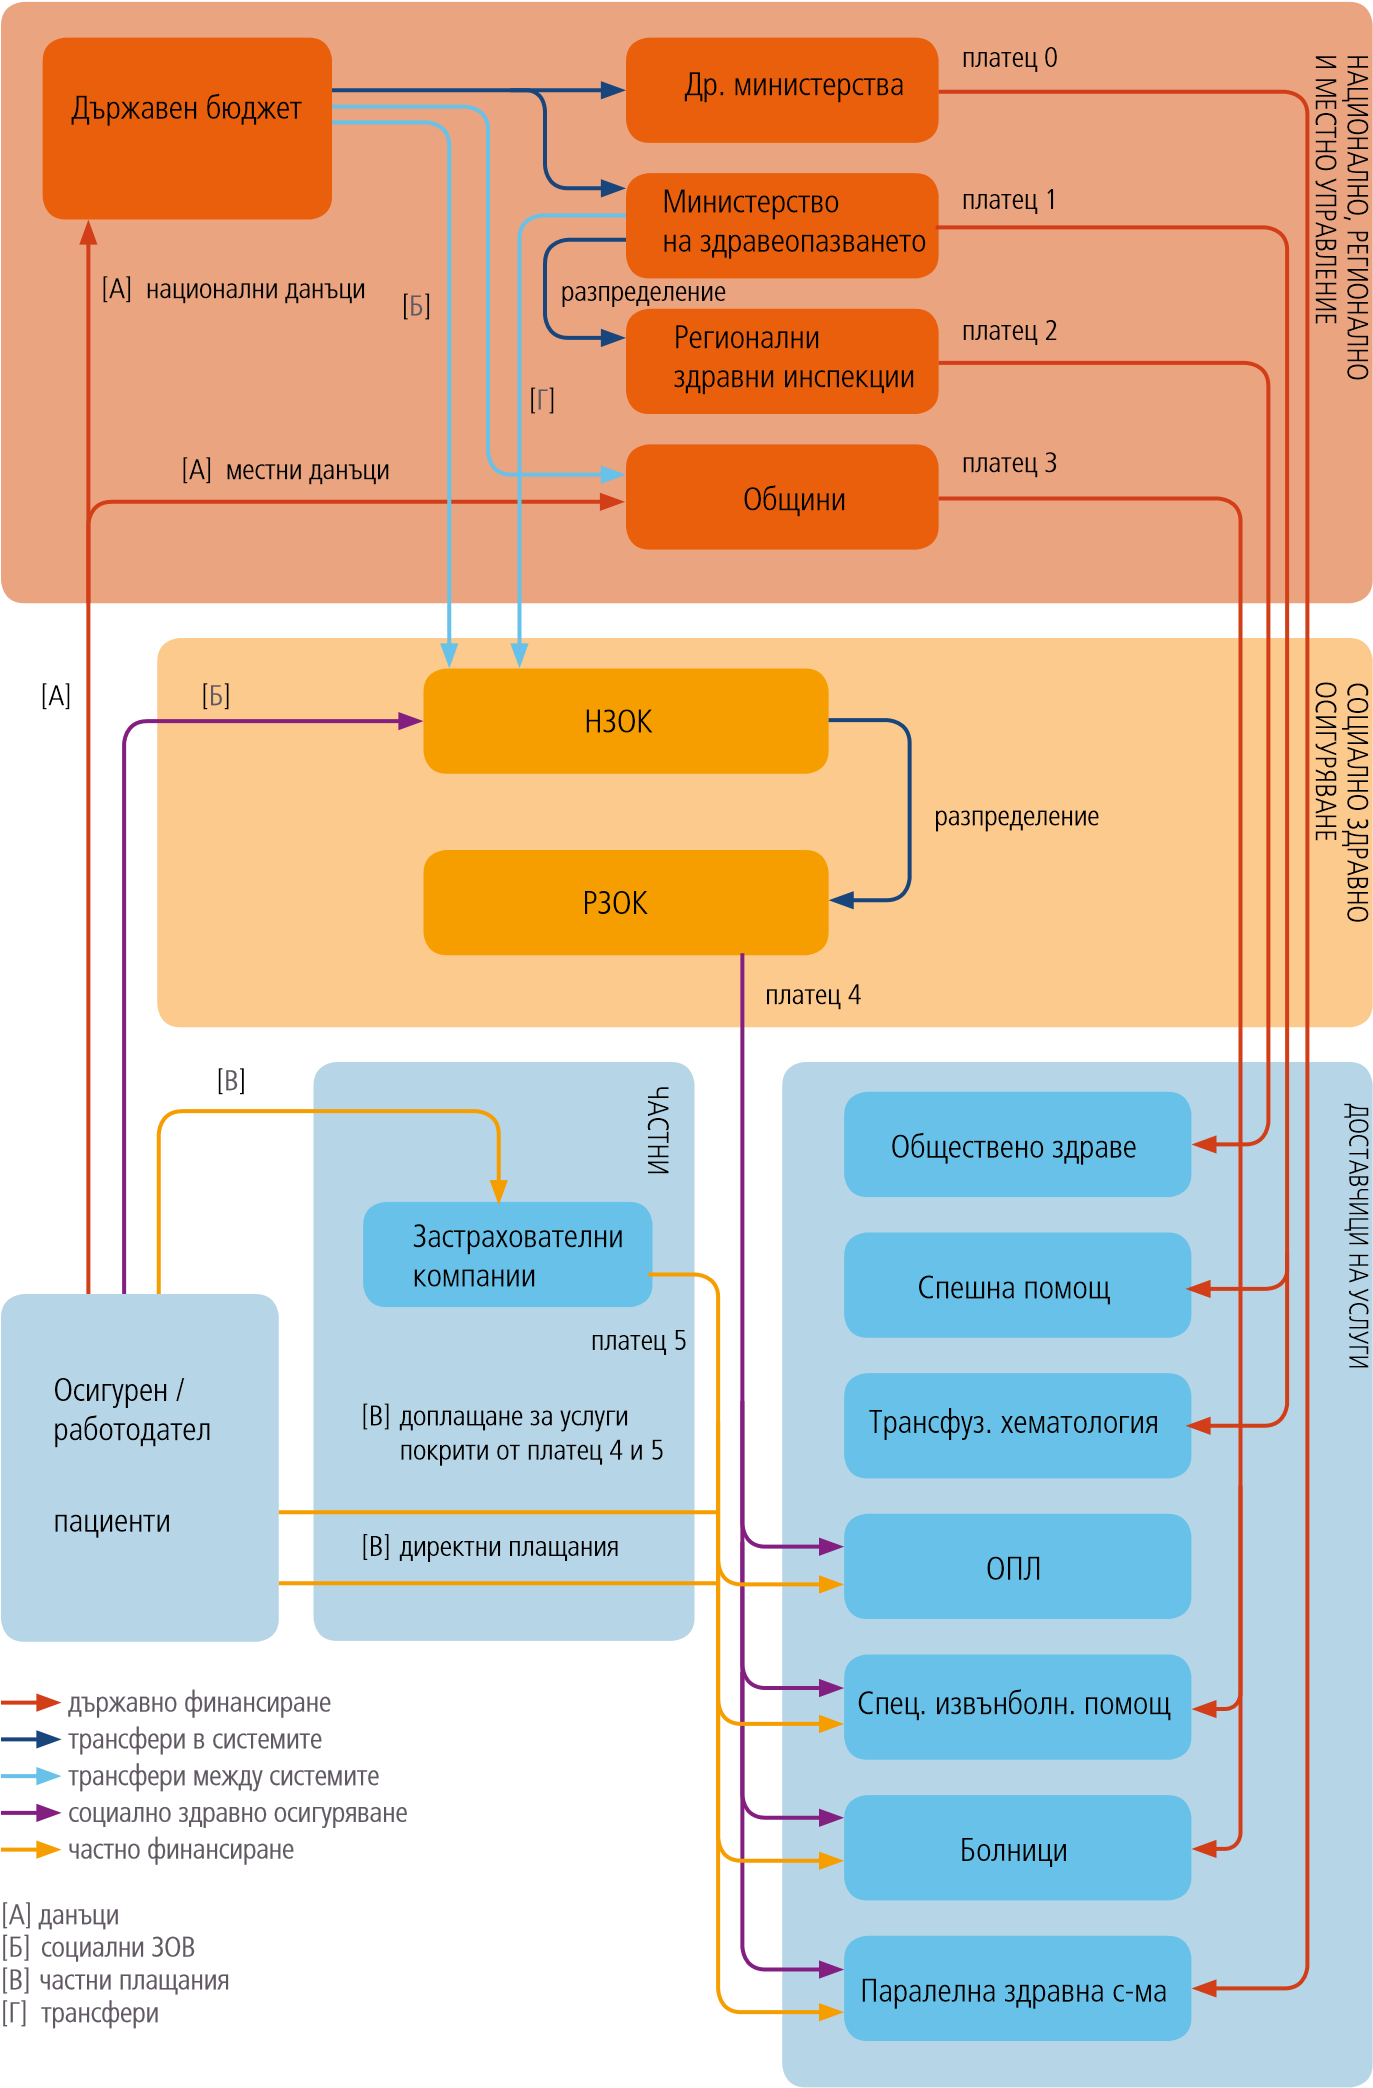 Държавен бюджет
Др. министерства
платец 0
НАЦИОНАЛНО, РЕГИОНАЛНО
И МЕСТНО УПРАВЛЕНИЕ
Министерство
на здравеопазването
платец 1
[А] национални данъци
[Б]
разпределение
Регионални
здравни инспекции
платец 2
[Г]
[А] местни данъци
Общини
платец 3
[А]
[Б]
НЗОК
СОЦИАЛНО ЗДРАВНО
ОСИГУРЯВАНЕ
разпределение
РЗОК
платец 4
[В]
ЧАСТНИ
Застрахователни
компании
платец 5
[В] доплащане за услуги
покрити от платец 4 и 5
[В] директни плащания
Осигурен /
работодател
пациенти
ДОСТАВЧИЦИ НА УСЛУГИ
Обществено здраве
Спешна помощ
Трансфуз. хематология
ОПЛ
Спец. извънболн. помощ
Болници
Паралелна здравна с-ма
държавно финансиране
трансфери в системите
трансфери между системите
социално здравно осигуряване
частно финансиране
[А] данъци
[Б] социални ЗОВ
[В] частни плащания
[Г] трансфери